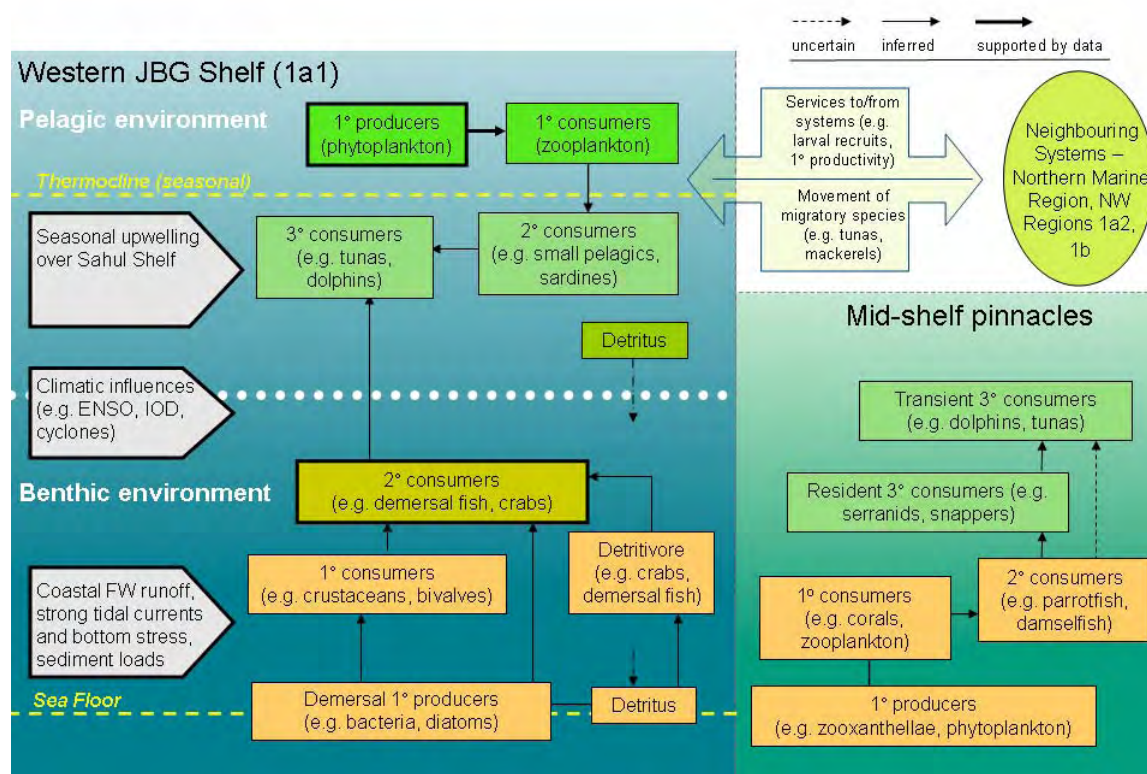 uncertain
inferred
supported by data
Western JBG Shelf (1a1)
Pelagic environment
1° producers
(phytoplankton)
1° consumers
(zooplankton)
Thermocline (seasonal)
Seasonal upwelling
over Sahul Shelf
3° consumers
(e.g. tunas,
dolphins)
2° consumers
(e.g. small pelagics,
sardines)
Detritus
Climatic influences
(e.g. ENSO, IOD,
cyclones)
Benthic environment
2° consumers
(e.g. demersal fish, crabs)
1° consumers
(e.g. crustaceans, bivalves)
Detritivore
(e.g. crabs,
demersal fish)
Coastal FW runoff,
strong tidal currents
and bottom stress,
sediment loads
Sea Floor
Demersal 1° producers
(e.g. bacteria, diatoms)
Detritus
Services to/from
systems (e.g.
larval recruits,
1° productivity)
Movement of
migratory species
(e.g. tunas,
mackerels)
Neighbouring
Systems –
Northern Marine
Region, NW
Regions 1a2,
1b
Mid-shelf pinnacles
Transient 3° consumers
(e.g. dolphins, tunas)
Resident 3° consumers (e.g.
serranids, snappers)
1º consumers
(e.g. corals,
zooplankton)
2° consumers
(e.g. parrotfish,
damselfish)
1° producers
(e.g. zooxanthellae, phytoplankton)